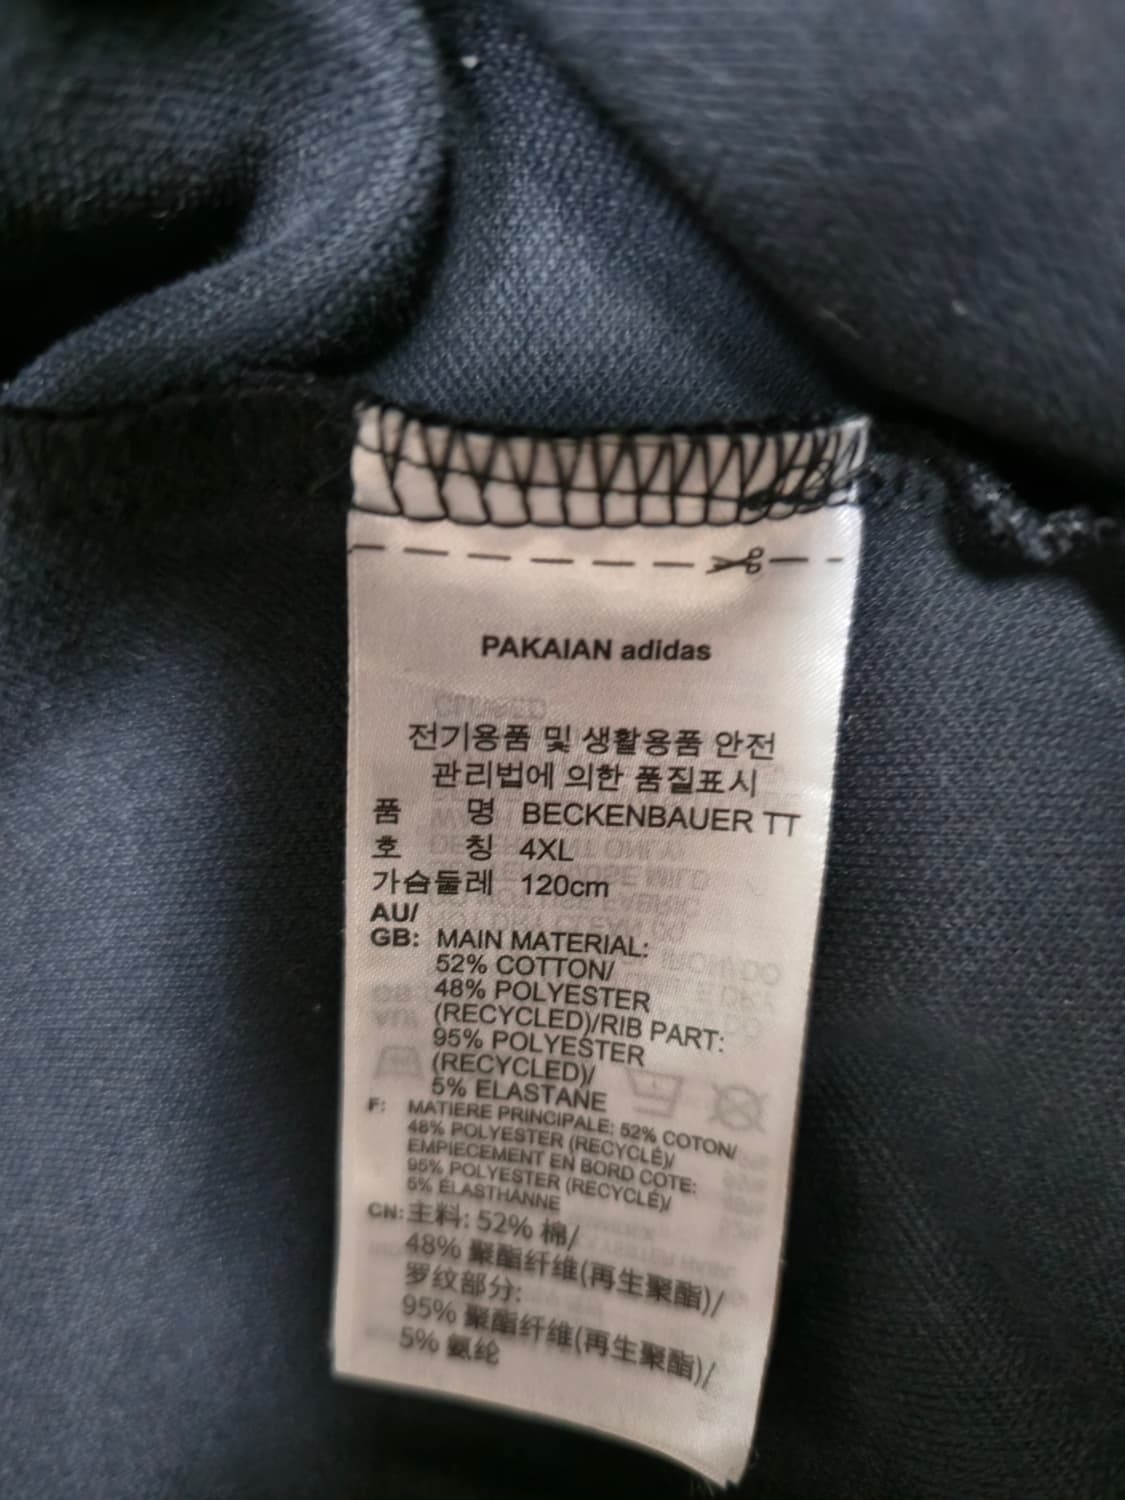 PAKAIAN adidas
전기용품 및 생활용품 안전
관리법에 의한 품질표시
품 명 BECKENBAUER TT
호 칭 4XL
가슴둘레 120cm
AU/
GB: MAIN MATERIAL:
52% COTTON/
48% POLYESTER
(RECYCLED)/RIB PART:
95% POLYESTER
(RECYCLED)/
5% ELASTANE
F: MATIERE PRINCIPALE: 52% COTON/
48% POLYESTER (RECYCLÉ)/
EMPIECEMENT EN BORD COTE:
95% POLYESTER (RECYCLÉ)/
5% ÉLASTHANNE
CN: 主料: 52% 棉/
48% 聚酯纤维(再生聚酯)/
罗纹部分:
95% 聚酯纤维(再生聚酯)/
5% 氨纶